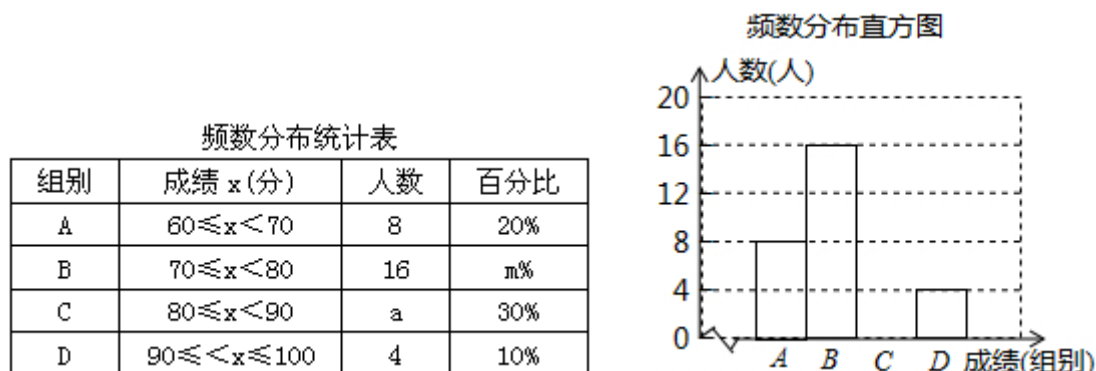 频数分布统计表
组别 成绩 x(分) 人数 百分比
A 60≤x<70 8 20%
B 70≤x<80 16 m%
C 80≤x<90 a 30%
D 90≤<x≤100 4 10%
频数分布直方图
人数(人)
20
16
12
8
4
0
A B C D 成绩(组别)